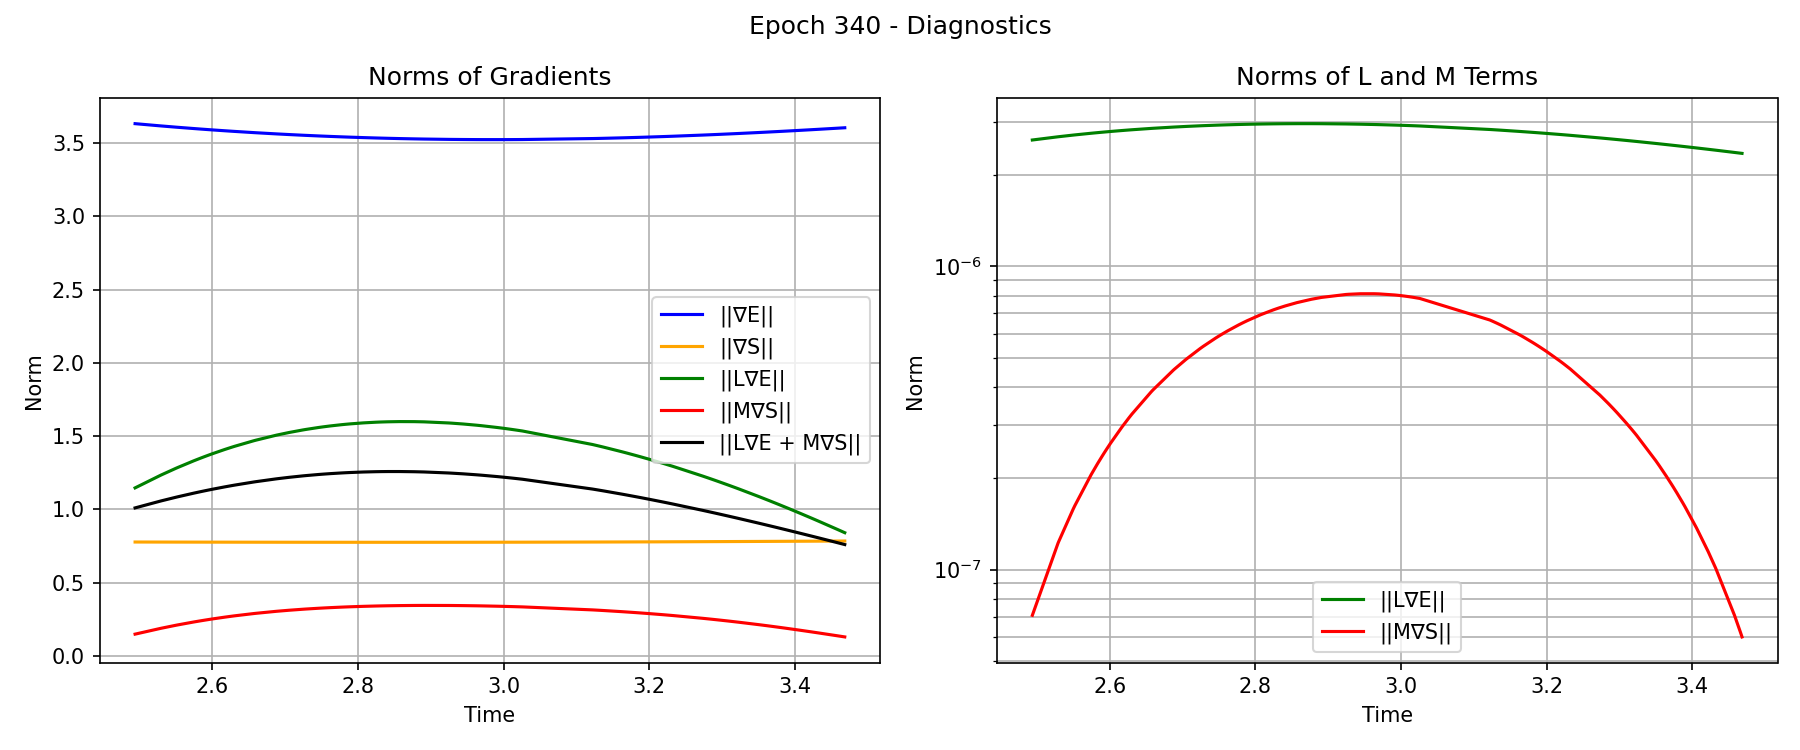 Epoch 340 - Diagnostics
Norms of Gradients
Norm
3.5
3.0
2.5
2.0
1.5
1.0
0.5
0.0
2.6 2.8 3.0 3.2 3.4
Time
||∇E||
||∇S||
||L∇E||
||M∇S||
||L∇E + M∇S||
Norms of L and M Terms
Norm
10⁻⁶
10⁻⁷
2.6 2.8 3.0 3.2 3.4
Time
||L∇E||
||M∇S||